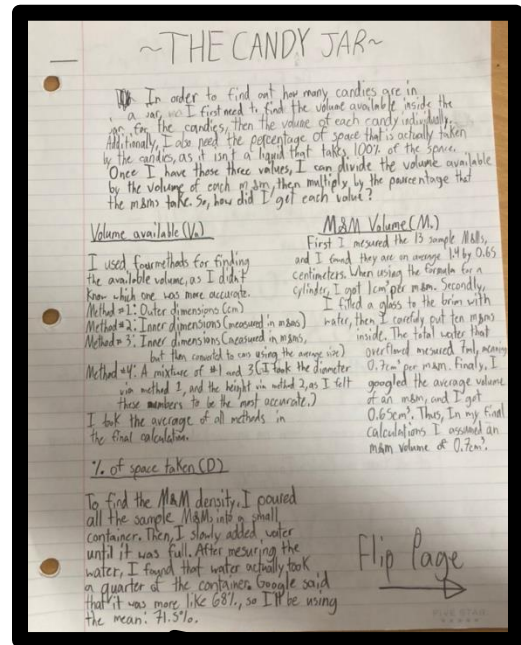 ~THE CANDY JAR~
In order to find out how many candies are in
a jar, I first need to find the volume available inside the
jar for the candies, then the volume of each candy individually.
Additionally, I also need the percentage of space that is actually taken
by the candies, as it isn't a liquid that takes 100% of the space.
Once I have those three values, I can divide the volume available
by the volume of each m&m, then multiply by the pourcentage that
the m&ms take. So, how did I get each value?
Volume available (Vₐ)
I used four methods for finding
the available volume, as I didn't
know which one was more accurate.
Method #1: Outer dimensions (cm)
Method #2: Inner dimensions (measured in m&ms)
Method #3: Inner dimensions (measured in m&ms,
but then converted to cms using the average size)
Method #4: A mixture of #1 and 3 (I took the diameter
via method 1, and the height via method 2, as I felt
these numbers to be the most accurate.)
I took the average of all methods in
the final calculation.
% of space taken (D)
To find the M&M density, I poured
all the sample M&Ms into a small
container. Then, I slowly added water
until it was full. After mesuring the
water, I found that water actually took
a quarter of the container. Google said
that it was more like 68%, so I'll be using
the mean: 71.5%.
M&M Volume (Mᵥ)
First I mesured the 13 sample M&Ms,
and I found they are on average 1.4 by 0.65
centimeters. When using the formula for a
cylinder, I got 1cm³ per m&m. Secondly,
I filled a glass to the brim with
water, then I carefully put ten m&ms
inside. The total water that
overflowed mesured 7ml, meaning
0.7cm³ per m&m. Finally, I
googled the average volume
of an m&m, and I got
0.65cm³. Thus, In my final
calculations I assumed an
m&m volume of 0.7cm³.
Flip Page
FIVE STAR